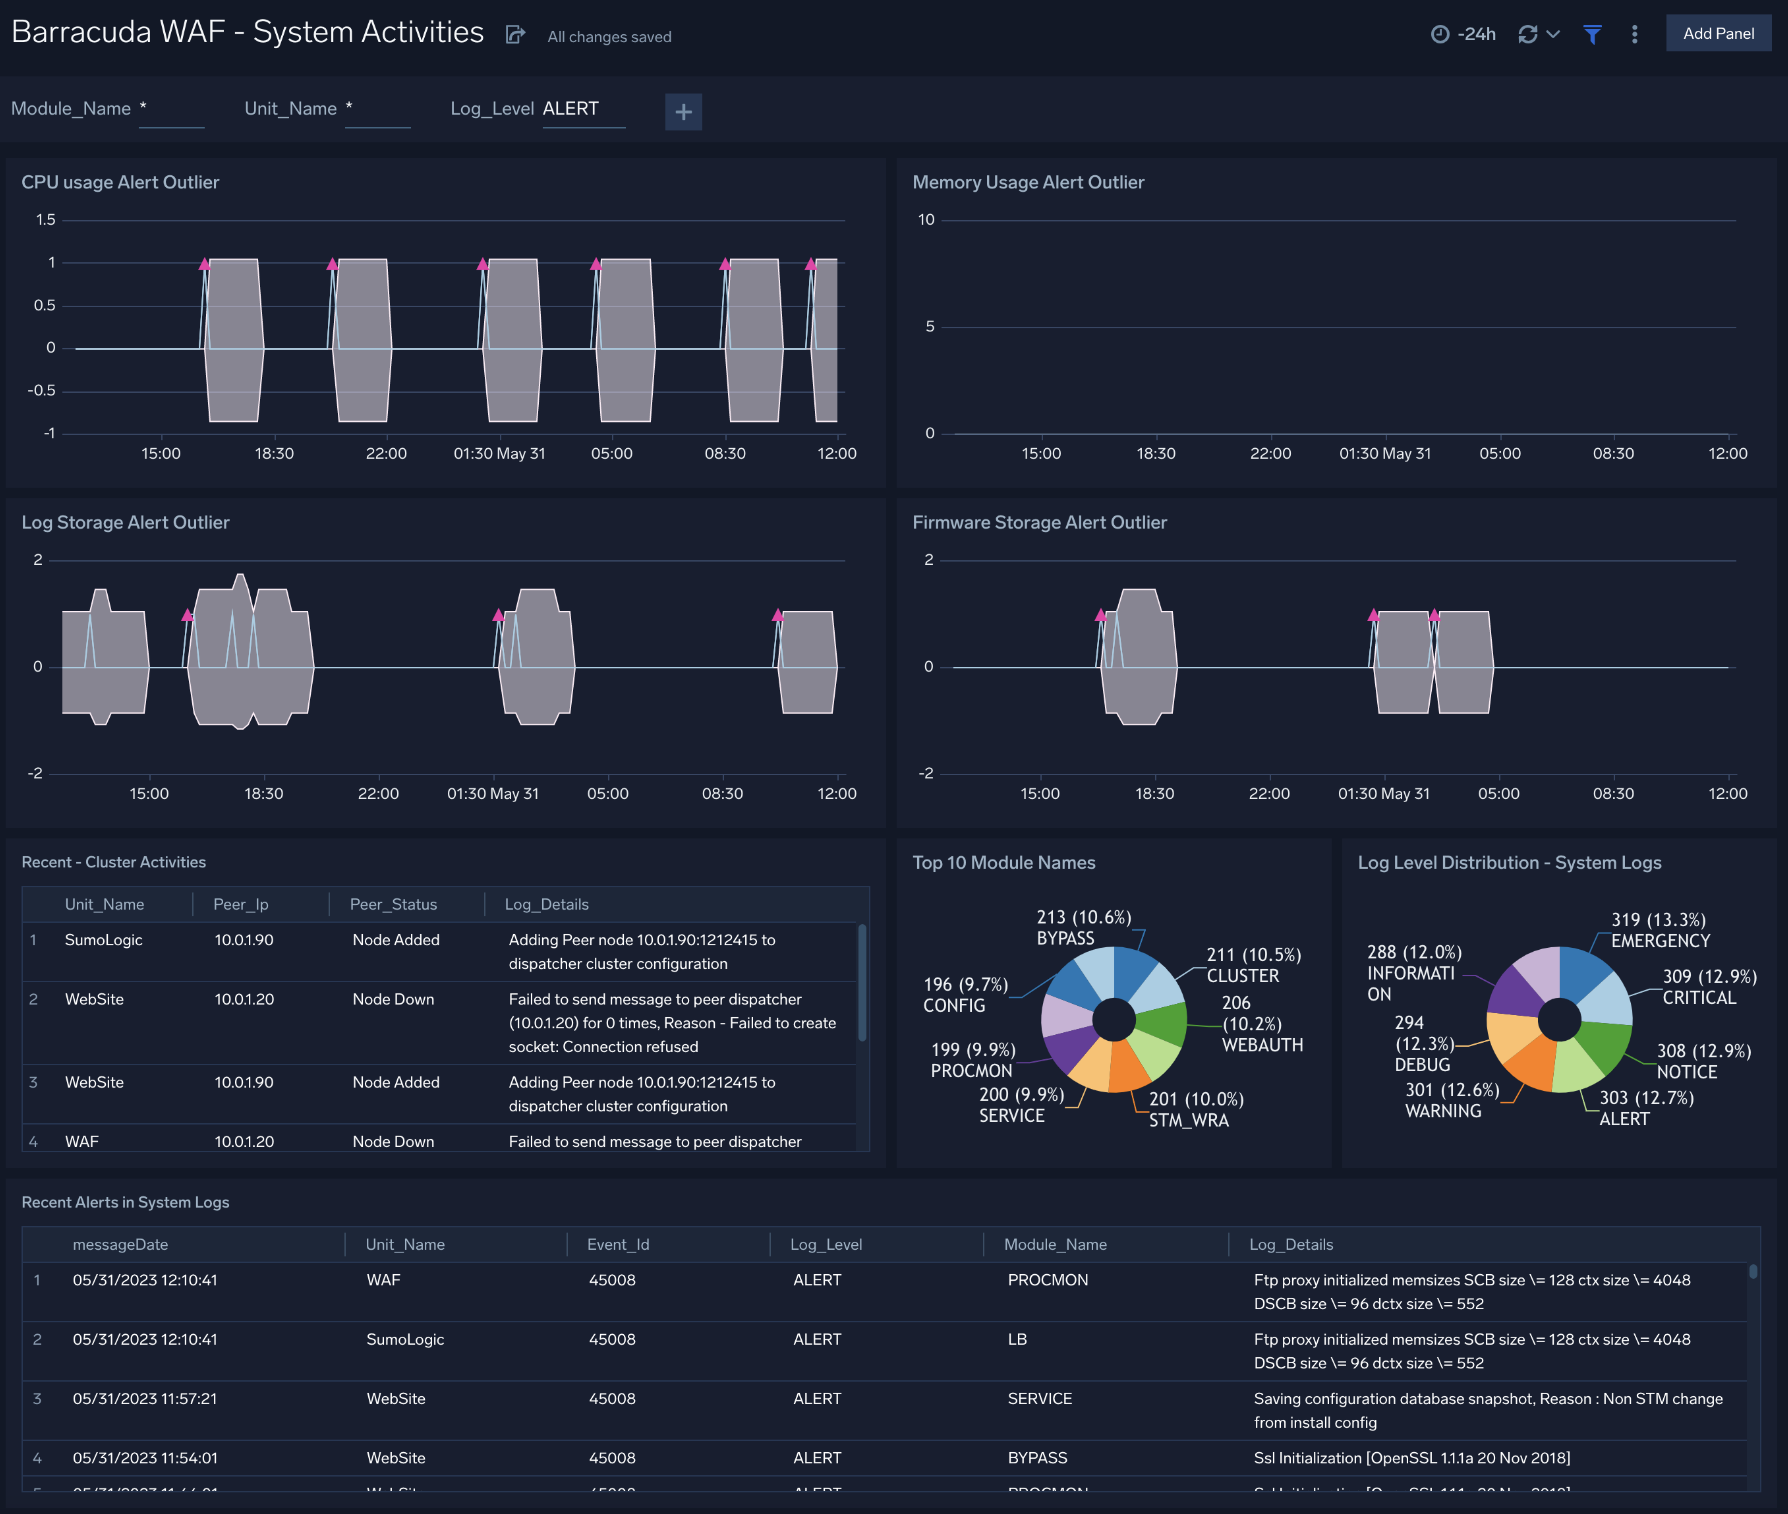 Barracuda WAF - System Activities
All changes saved
-24h
Add Panel
Module_Name *
Unit_Name *
Log_Level ALERT
+
CPU usage Alert Outlier
1.5
1
0.5
0
-0.5
-1
15:00 18:30 22:00 01:30 May 31 05:00 08:30 12:00
Memory Usage Alert Outlier
10
5
0
15:00 18:30 22:00 01:30 May 31 05:00 08:30 12:00
Log Storage Alert Outlier
2
0
-2
15:00 18:30 22:00 01:30 May 31 05:00 08:30 12:00
Firmware Storage Alert Outlier
2
0
-2
15:00 18:30 22:00 01:30 May 31 05:00 08:30 12:00
Recent - Cluster Activities
Unit_Name Peer_Ip Peer_Status Log_Details
1 SumoLogic 10.0.1.90 Node Added Adding Peer node 10.0.1.90:1212415 to
dispatcher cluster configuration
2 WebSite 10.0.1.20 Node Down Failed to send message to peer dispatcher
(10.0.1.20) for 0 times, Reason - Failed to create
socket: Connection refused
3 WebSite 10.0.1.90 Node Added Adding Peer node 10.0.1.90:1212415 to
dispatcher cluster configuration
4 WAF 10.0.1.20 Node Down Failed to send message to peer dispatcher
Top 10 Module Names
213 (10.6%)
BYPASS
211 (10.5%)
CLUSTER
206
(10.2%)
WEBAUTH
201 (10.0%)
STM_WRA
200 (9.9%)
SERVICE
199 (9.9%)
PROCMON
196 (9.7%)
CONFIG
Log Level Distribution - System Logs
319 (13.3%)
EMERGENCY
309 (12.9%)
CRITICAL
308 (12.9%)
NOTICE
303 (12.7%)
ALERT
301 (12.6%)
WARNING
294
(12.3%)
DEBUG
288 (12.0%)
INFORMATI
ON
Recent Alerts in System Logs
messageDate Unit_Name Event_Id Log_Level Module_Name Log_Details
1 05/31/2023 12:10:41 WAF 45008 ALERT PROCMON Ftp proxy initialized memsizes SCB size \= 128 ctx size \= 4048
DSCB size \= 96 dctx size \= 552
2 05/31/2023 12:10:41 SumoLogic 45008 ALERT LB Ftp proxy initialized memsizes SCB size \= 128 ctx size \= 4048
DSCB size \= 96 dctx size \= 552
3 05/31/2023 11:57:21 WebSite 45008 ALERT SERVICE Saving configuration database snapshot, Reason : Non STM change
from install config
4 05/31/2023 11:54:01 WebSite 45008 ALERT BYPASS Ssl Initialization [OpenSSL 1.1.1a 20 Nov 2018]